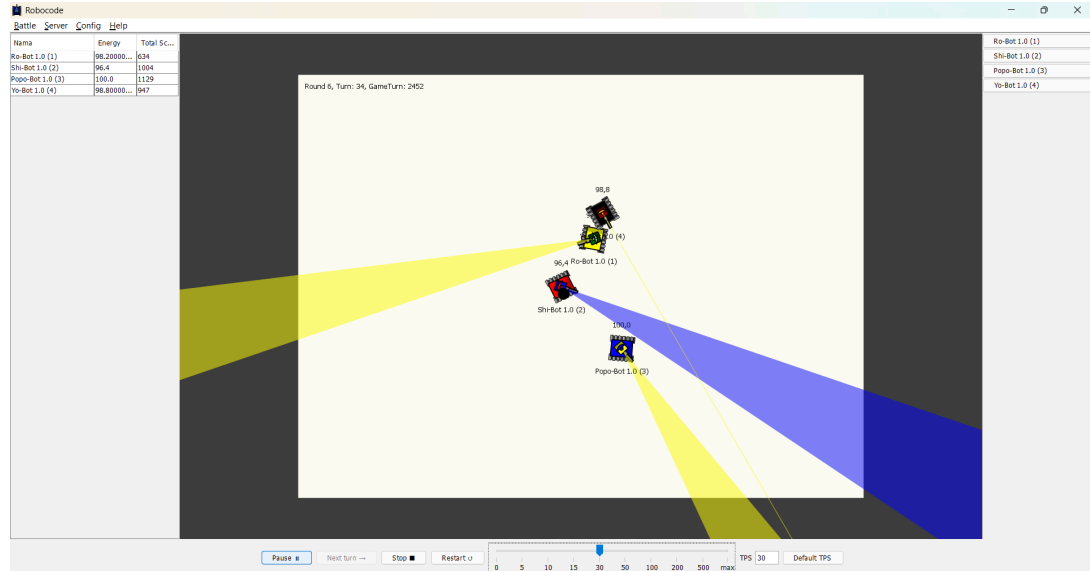 Robocode
Battle Server Config Help
Name Energy Total Sc...
Ro-Bot 1.0 (1) 98.20000... 634
Shi-Bot 1.0 (2) 96.4 1004
Popo-Bot 1.0 (3) 100.0 1129
Yo-Bot 1.0 (4) 98.80000... 947
Ro-Bot 1.0 (1)
Shi-Bot 1.0 (2)
Popo-Bot 1.0 (3)
Yo-Bot 1.0 (4)
Round 6, Turn: 34, GameTurn: 2452
98,8
.0 (4)
96,4 Ro-Bot 1.0 (1)
Shi-Bot 1.0 (2)
100,0
Popo-Bot 1.0 (3)
Pause Next turn → Stop Restart TPS 30 Default TPS
0 5 10 15 30 50 100 200 500 max